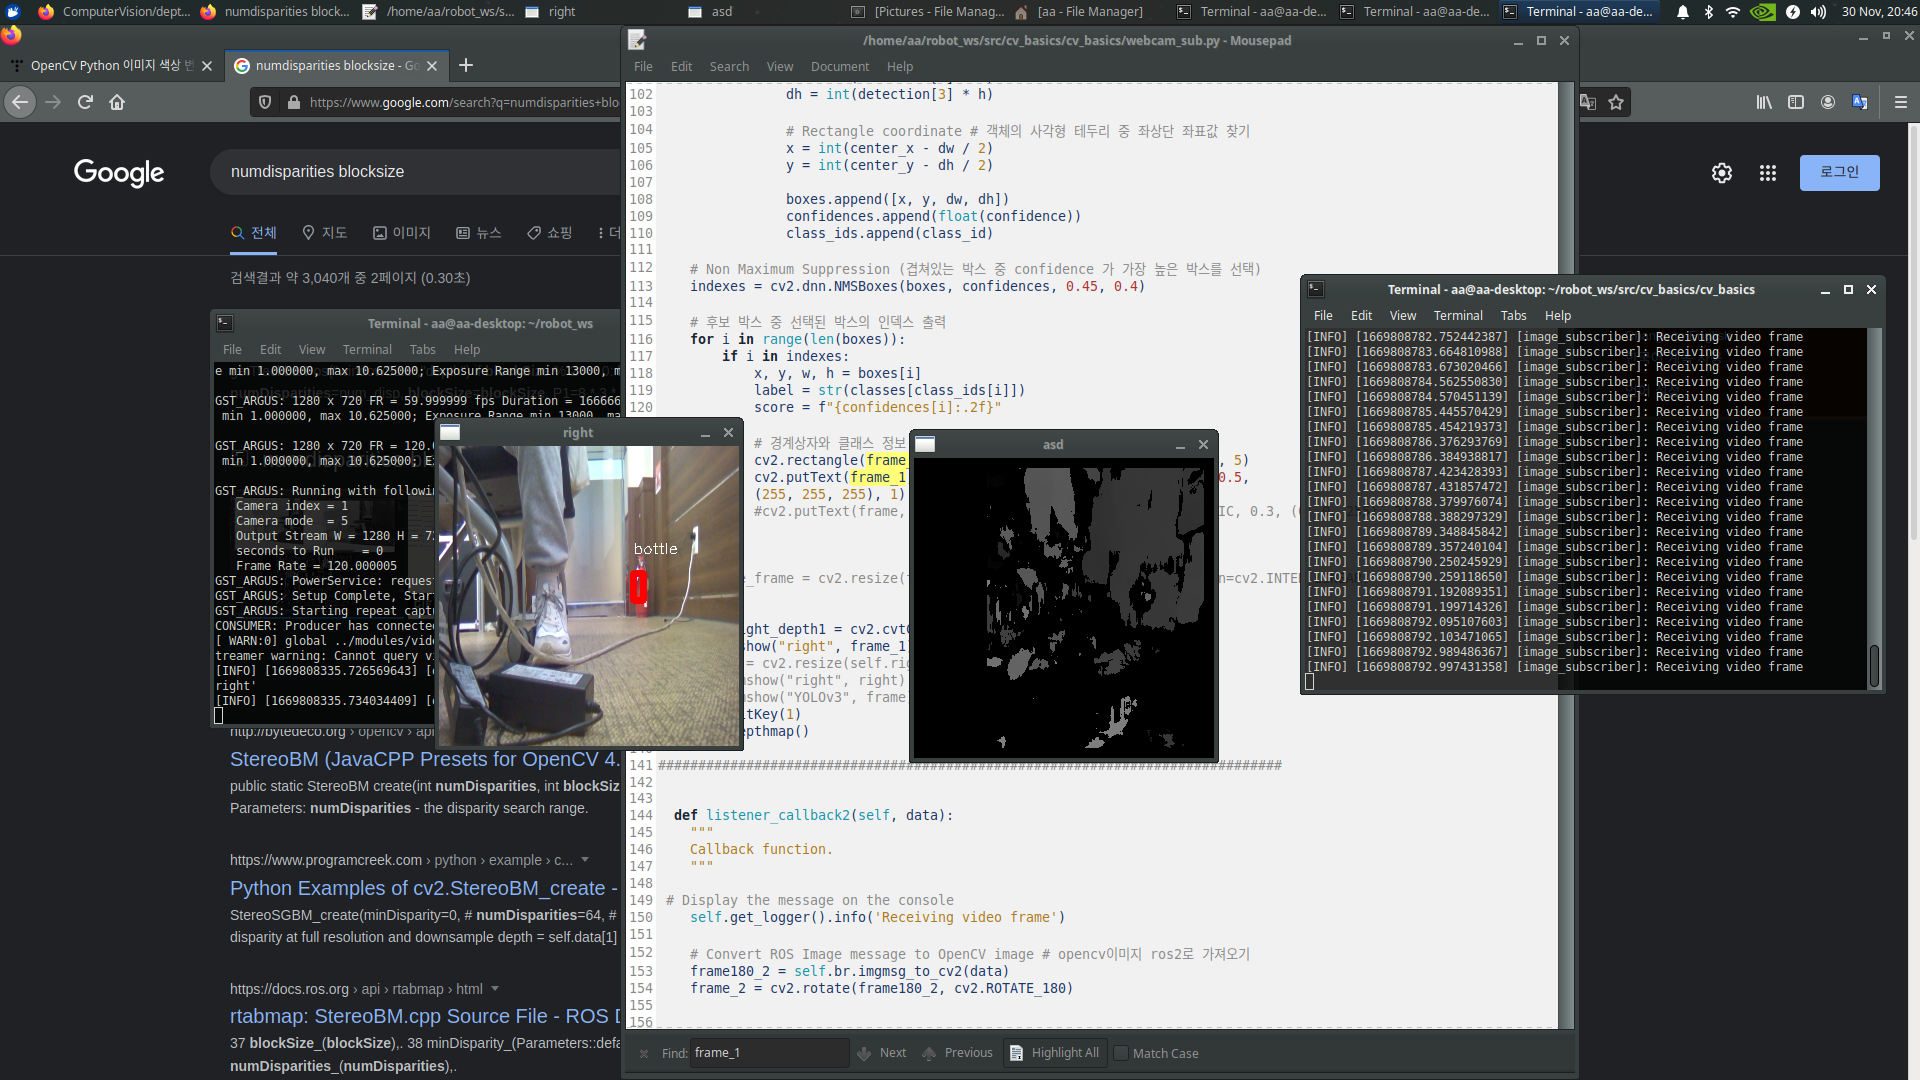 ComputerVision/dept...
numdisparities block...
/home/aa/robot_ws/s...
right
asd
[Pictures - File Manag...
[aa - File Manager]
Terminal - aa@aa-de...
Terminal - aa@aa-de...
Terminal - aa@aa-de...
30 Nov, 20:46
OpenCV Python 이미지 색상 변
numdisparities blocksize - Go
https://www.google.com/search?q=numdisparities+blo
Google
numdisparities blocksize
로그인
전체
지도
이미지
뉴스
쇼핑
더
검색결과 약 3,040개 중 2페이지 (0.30초)
Terminal - aa@aa-desktop: ~/robot_ws
File Edit View Terminal Tabs Help
e min 1.000000, max 10.625000; Exposure Range min 13000, m
GST_ARGUS: 1280 x 720 FR = 59.999999 fps Duration = 166666
min 1.000000, max 10.625000; Exposure Range min 13000, ma
GST_ARGUS: 1280 x 720 FR = 120.0
min 1.000000, max 10.625000; E
GST_ARGUS: Running with followin
Camera index = 1
Camera mode = 5
Output Stream W = 1280 H = 7
seconds to Run = 0
Frame Rate = 120.000005
GST_ARGUS: PowerService: request
GST_ARGUS: Setup Complete, Star
GST_ARGUS: Starting repeat captu
CONSUMER: Producer has connected
[ WARN:0] global ../modules/vide
treamer warning: Cannot query v
[INFO] [1669808335.726569643] [
right'
[INFO] [1669808335.734034409] [
http://bytedeco.org › opencv › api
StereoBM (JavaCPP Presets for OpenCV 4.
public static StereoBM create(int numDisparities, int blockSiz
Parameters: numDisparities - the disparity search range.
https://www.programcreek.com › python › example › c...
Python Examples of cv2.StereoBM_create -
StereoSGBM_create(minDisparity=0, # numDisparities=64, #
disparity at full resolution and downsample depth = self.data[1]
https://docs.ros.org › api › rtabmap › html
rtabmap: StereoBM.cpp Source File - ROS D
37 blockSize_(blockSize),. 38 minDisparity_(Parameters::defa
numDisparities_(numDisparities),.
right
bottle
/home/aa/robot_ws/src/cv_basics/cv_basics/webcam_sub.py - Mousepad
File Edit Search View Document Help
102 dh = int(detection[3] * h)
103
104 # Rectangle coordinate # 객체의 사각형 테두리 중 좌상단 좌표값 찾기
105 x = int(center_x - dw / 2)
106 y = int(center_y - dh / 2)
107
108 boxes.append([x, y, dw, dh])
109 confidences.append(float(confidence))
110 class_ids.append(class_id)
111
112 # Non Maximum Suppression (겹쳐있는 박스 중 confidence 가 가장 높은 박스를 선택)
113 indexes = cv2.dnn.NMSBoxes(boxes, confidences, 0.45, 0.4)
114
115 # 후보 박스 중 선택된 박스의 인덱스 출력
116 for i in range(len(boxes)):
117 if i in indexes:
118 x, y, w, h = boxes[i]
119 label = str(classes[class_ids[i]])
120 score = f"{confidences[i]:.2f}"
# 경계상자와 클래스 정보
cv2.rectangle(frame_ , 5)
cv2.putText(frame_1 0.5,
(255, 255, 255), 1)
#cv2.putText(frame, IC, 0.3, (
e_frame = cv2.resize( n=cv2.INTE
ght_depth1 = cv2.cvt
show("right", frame_1
= cv2.resize(self.rig
show("right", right)
show("YOLOv3", frame
tKey(1)
epthmap()
141 ##############################################################################
142
143
144 def listener_callback2(self, data):
145 """
146 Callback function.
147 """
148
149 # Display the message on the console
150 self.get_logger().info('Receiving video frame')
151
152 # Convert ROS Image message to OpenCV image # opencv이미지 ros2로 가져오기
153 frame180_2 = self.br.imgmsg_to_cv2(data)
154 frame_2 = cv2.rotate(frame180_2, cv2.ROTATE_180)
155
156
Find: frame_1 Next Previous Highlight All Match Case
asd
Terminal - aa@aa-desktop: ~/robot_ws/src/cv_basics/cv_basics
File Edit View Terminal Tabs Help
[INFO] [1669808782.752442387] [image_subscriber]: Receiving video frame
[INFO] [1669808783.664810988] [image_subscriber]: Receiving video frame
[INFO] [1669808783.673020466] [image_subscriber]: Receiving video frame
[INFO] [1669808784.562550830] [image_subscriber]: Receiving video frame
[INFO] [1669808784.570451139] [image_subscriber]: Receiving video frame
[INFO] [1669808785.445570429] [image_subscriber]: Receiving video frame
[INFO] [1669808785.454219373] [image_subscriber]: Receiving video frame
[INFO] [1669808786.376293769] [image_subscriber]: Receiving video frame
[INFO] [1669808786.384938817] [image_subscriber]: Receiving video frame
[INFO] [1669808787.423428393] [image_subscriber]: Receiving video frame
[INFO] [1669808787.431857472] [image_subscriber]: Receiving video frame
[INFO] [1669808788.379976074] [image_subscriber]: Receiving video frame
[INFO] [1669808788.388297329] [image_subscriber]: Receiving video frame
[INFO] [1669808789.348845842] [image_subscriber]: Receiving video frame
[INFO] [1669808789.357240104] [image_subscriber]: Receiving video frame
[INFO] [1669808790.250245929] [image_subscriber]: Receiving video frame
[INFO] [1669808790.259118650] [image_subscriber]: Receiving video frame
[INFO] [1669808791.192089351] [image_subscriber]: Receiving video frame
[INFO] [1669808791.199714326] [image_subscriber]: Receiving video frame
[INFO] [1669808792.095107603] [image_subscriber]: Receiving video frame
[INFO] [1669808792.103471065] [image_subscriber]: Receiving video frame
[INFO] [1669808792.989486367] [image_subscriber]: Receiving video frame
[INFO] [1669808792.997431358] [image_subscriber]: Receiving video frame